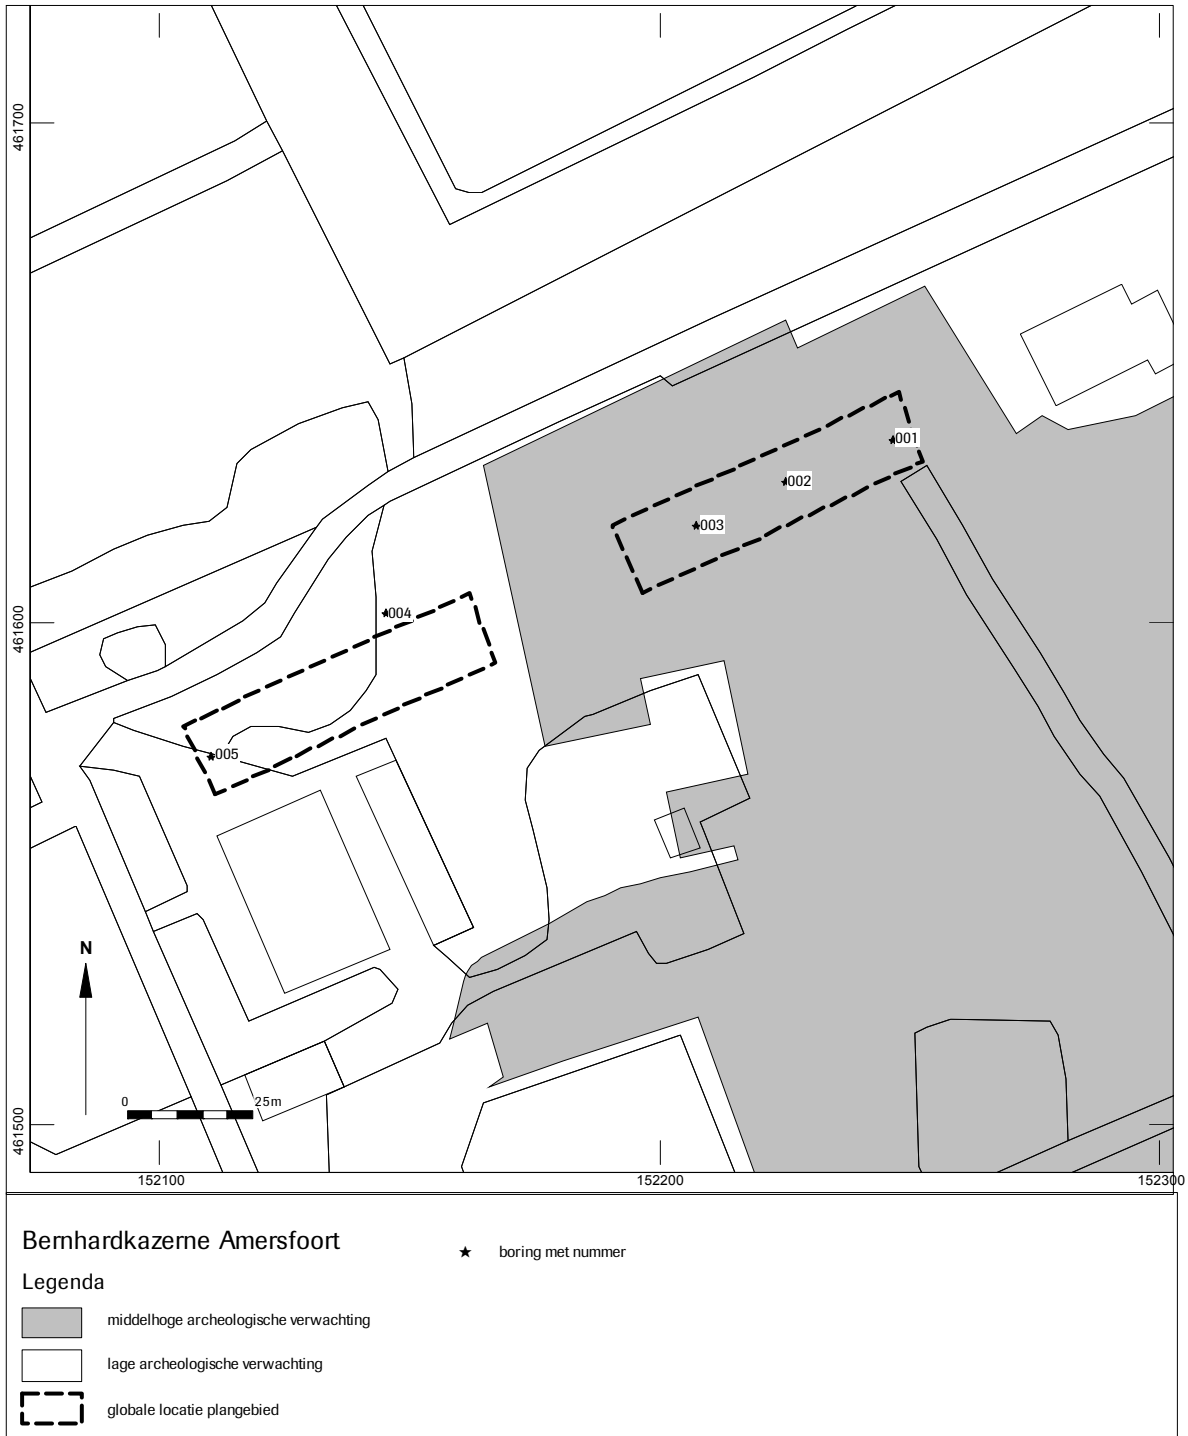 461700
001
002
003
461600
004
005
N
0
25m
461500
152100
152200
152300
Bernhardkazerne Amersfoort
boring met nummer
Legenda
middelhoge archeologische verwachting
lage archeologische verwachting
globale locatie plangebied